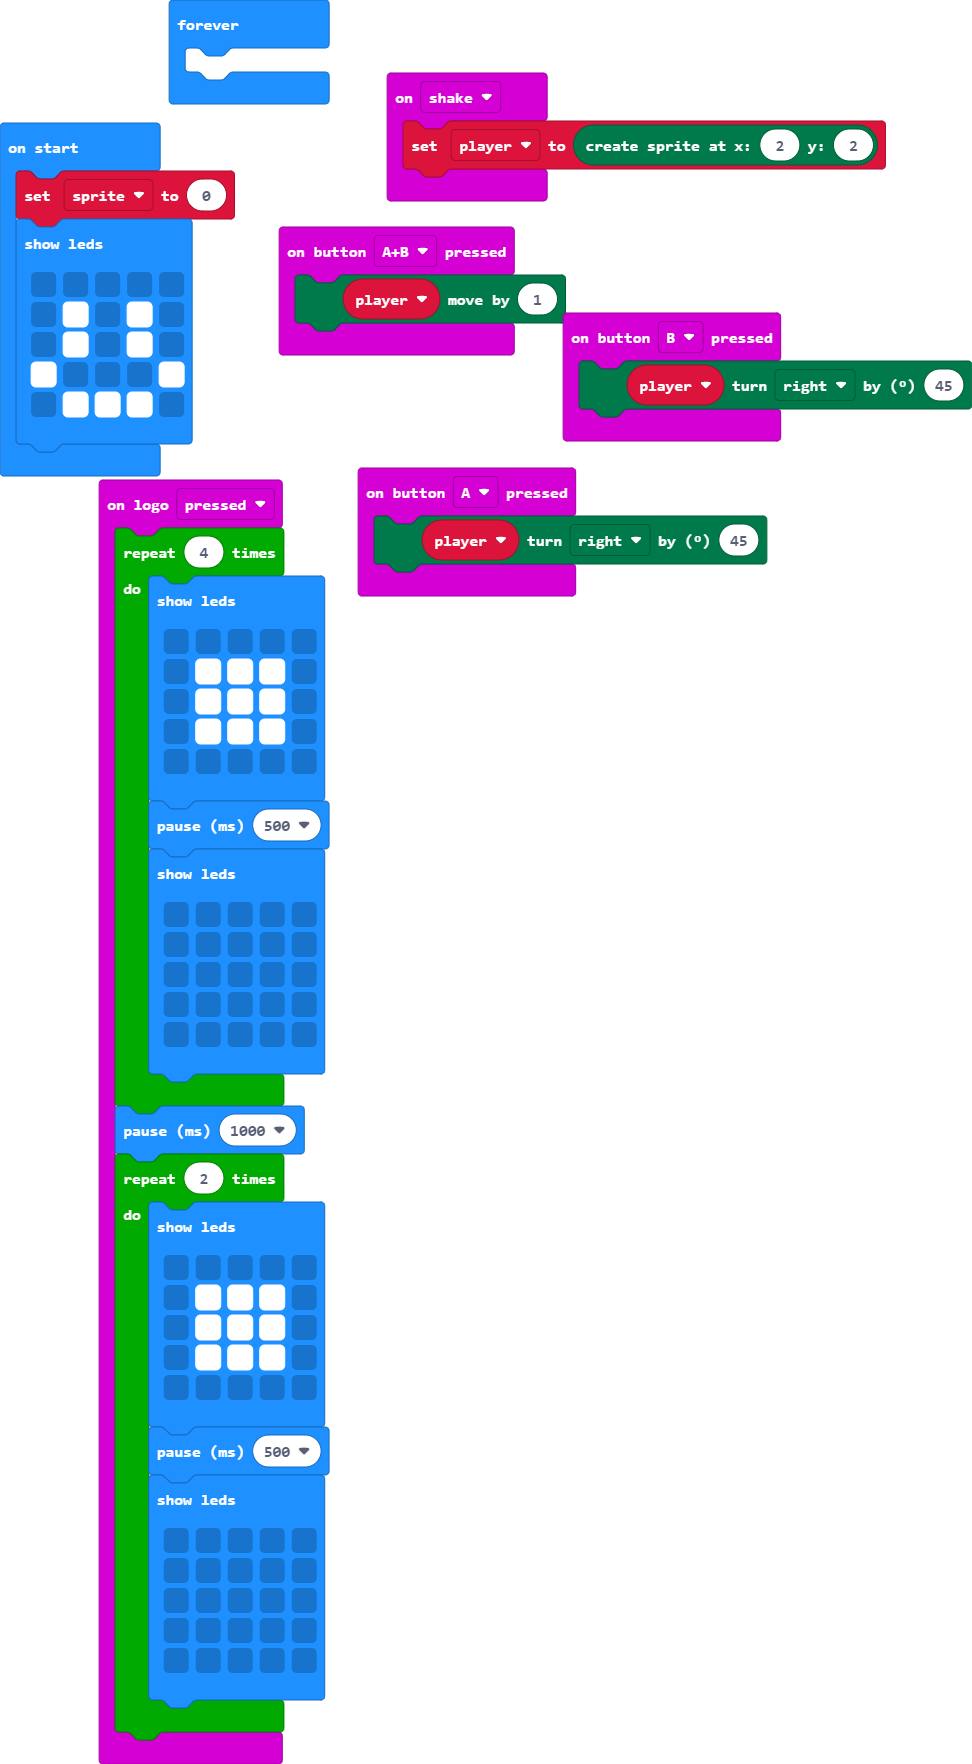 forever
on shake
set player to create sprite at x: 2 y: 2
on start
set sprite to 0
show leds
on button A+B pressed
player move by 1
on button B pressed
player turn right by (º) 45
on logo pressed
repeat 4 times
do
show leds
pause (ms) 500
show leds
pause (ms) 1000
repeat 2 times
do
show leds
pause (ms) 500
show leds
on button A pressed
player turn right by (º) 45